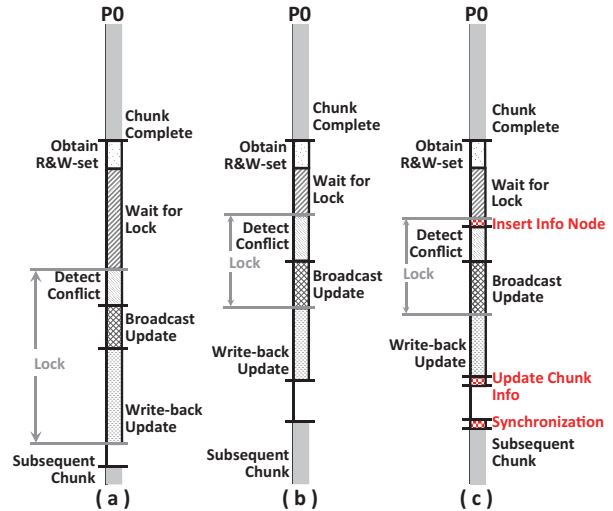 P0
Chunk
Complete
Obtain
R&W-set
Wait for
Lock
Detect
Conflict
Lock
Broadcast
Update
Write-back
Update
Subsequent
Chunk
( a )
P0
Chunk
Complete
Obtain
R&W-set
Wait for
Lock
Detect
Conflict
Lock
Broadcast
Update
Write-back
Update
( b )
P0
Chunk
Complete
Obtain
R&W-set
Wait for
Lock
Insert Info Node
Detect
Conflict
Lock
Broadcast
Update
Write-back
Update
Update Chunk
Info
Synchronization
Subsequent
Chunk
( c )